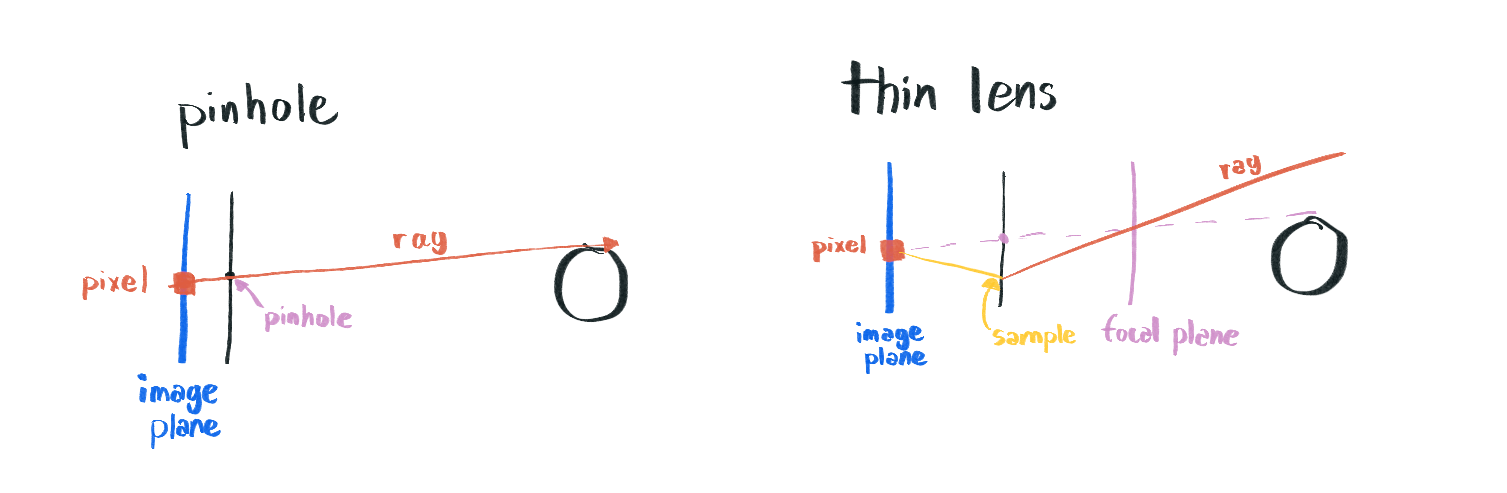 pinhole
pixel
ray
pinhole
image
plane
thin lens
pixel
ray
image
plane
sample
focal plane